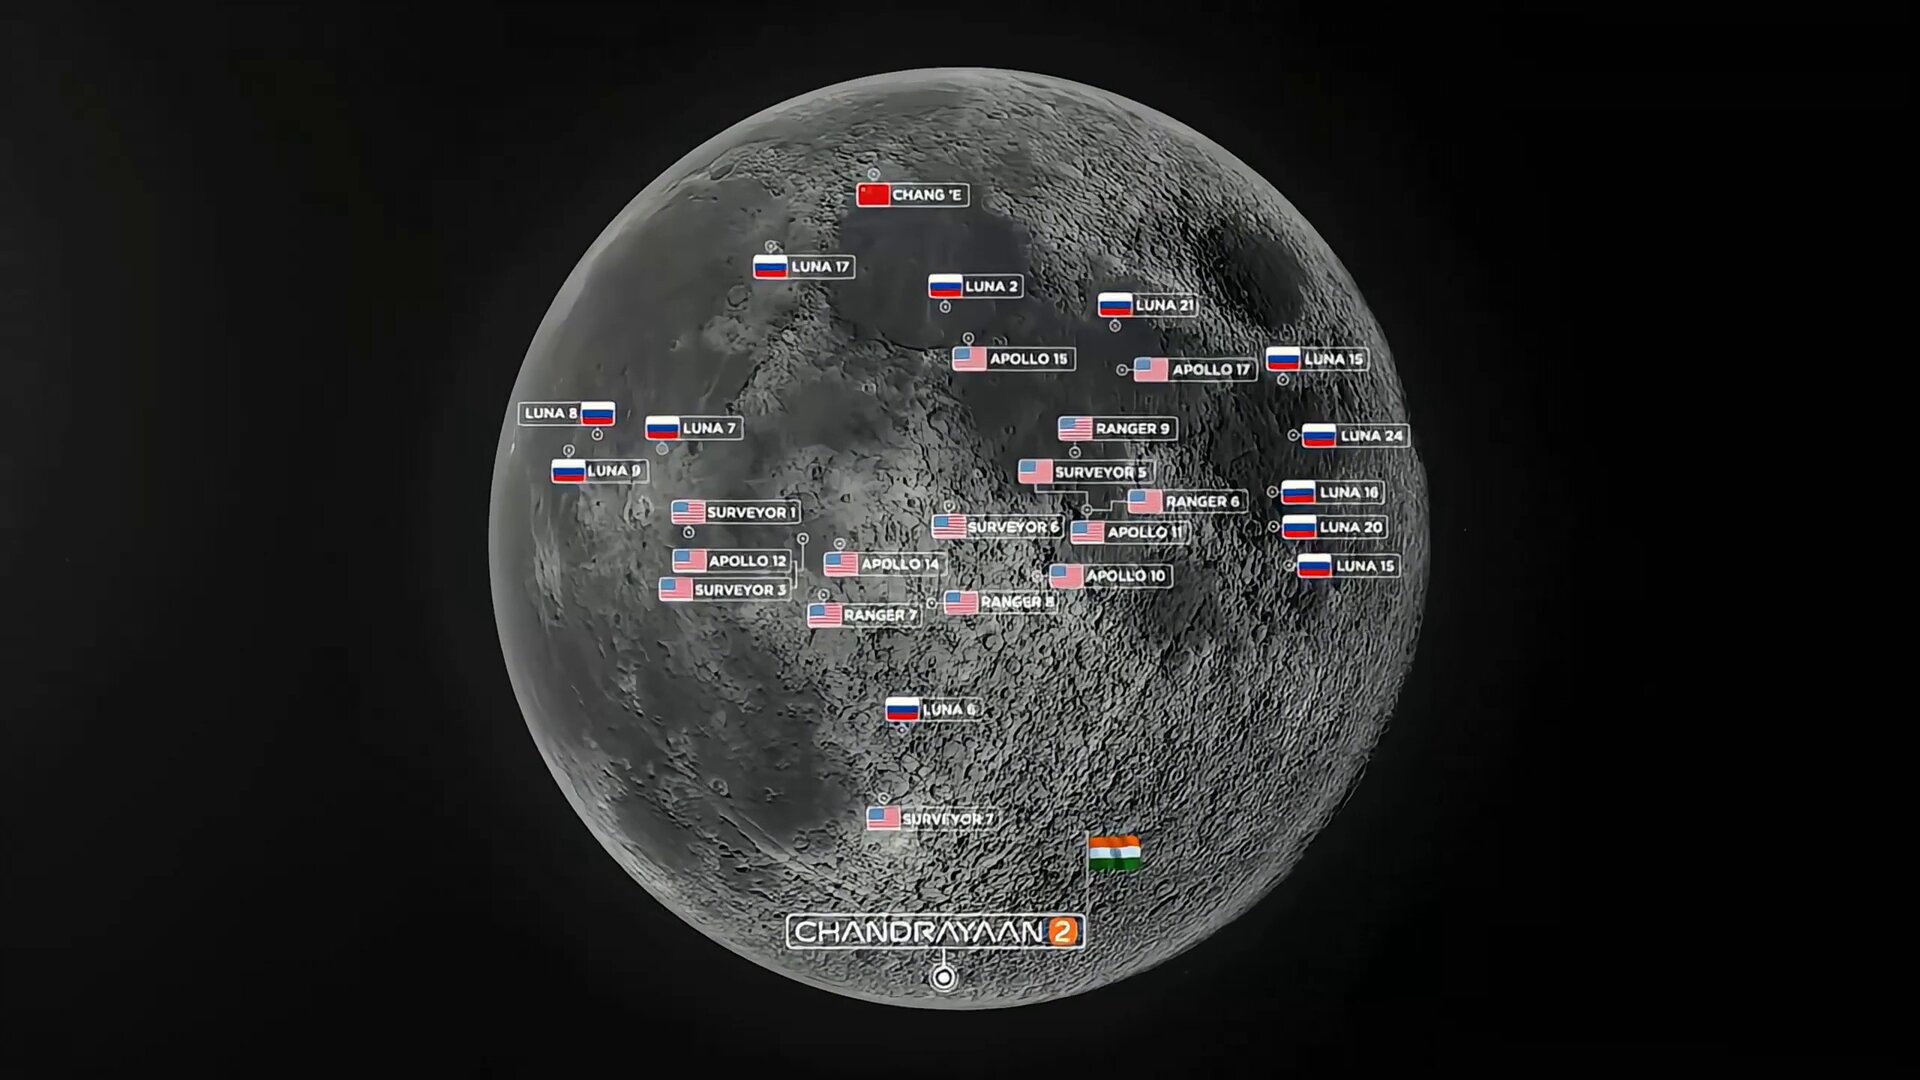 CHANG 'E
LUNA 17
LUNA 2
LUNA 21
APOLLO 15
LUNA 15
APOLLO 17
LUNA 8
LUNA 7
RANGER 9
LUNA 24
LUNA 9
SURVEYOR 5
LUNA 16
RANGER 6
SURVEYOR 1
SURVEYOR 6
LUNA 20
APOLLO 11
APOLLO 12
APOLLO 14
LUNA 15
APOLLO 10
SURVEYOR 3
RANGER 8
RANGER 7
LUNA 6
SURVEYOR 7
CHANDRAYAAN 2